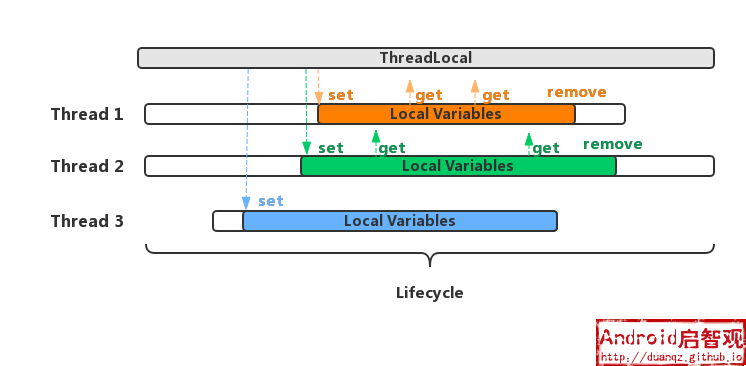 ThreadLocal
set
get
get
remove
Thread 1
Local Variables
set
get
get
remove
Thread 2
Local Variables
set
Thread 3
Local Variables
Lifecycle
Android启智观
http://duanqz.github.io